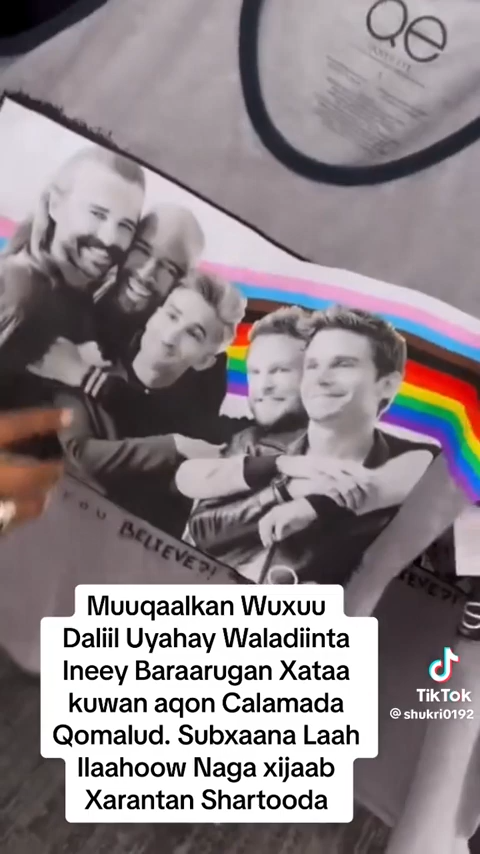 QE
YOU BELIEVE?!
EVE?!
Muuqaalkan Wuxuu
Daliil Uyahay Waladiinta
Ineey Baraarugan Xataa
kuwan aqon Calamada
Qomalud. Subxaana Laah
Ilaahoow Naga xijaab
Xarantan Shartooda
TikTok
@shukri0192